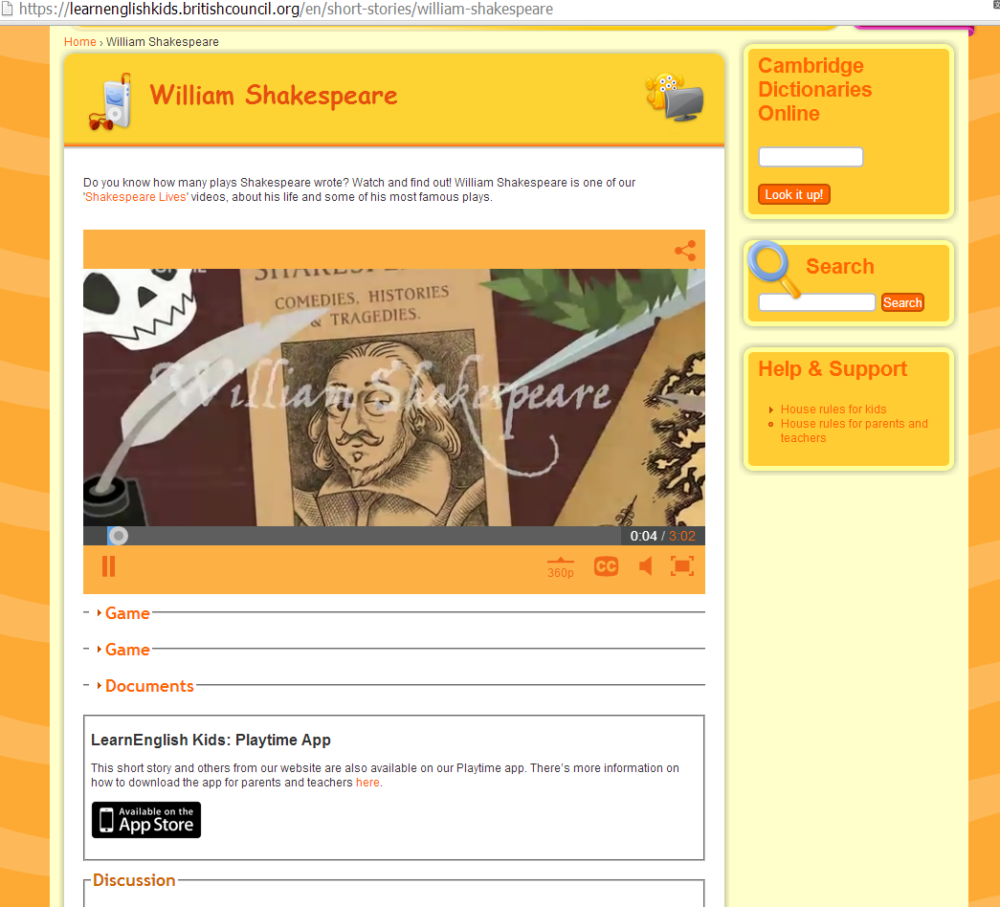 https://learnenglishkids.britishcouncil.org/en/short-stories/william-shakespeare
Home › William Shakespeare
William Shakespeare
Do you know how many plays Shakespeare wrote? Watch and find out! William Shakespeare is one of our
'Shakespeare Lives' videos, about his life and some of his most famous plays.
COMEDIES, HISTORIES
& TRAGEDIES.
William Shakespeare
0:04 / 3:02
360p
CC
Game
Game
Documents
LearnEnglish Kids: Playtime App
This short story and others from our website are also available on our Playtime app. There's more information on
how to download the app for parents and teachers here.
Available on the
App Store
Discussion
Cambridge
Dictionaries
Online
Look it up!
Search
Search
Help & Support
House rules for kids
House rules for parents and
teachers